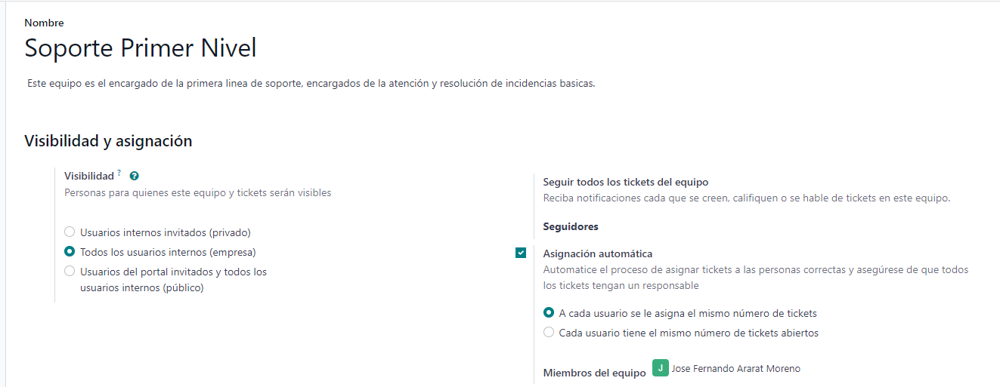 Nombre
Soporte Primer Nivel
Este equipo es el encargado de la primera linea de soporte, encargados de la atención y resolución de incidencias basicas.
Visibilidad y asignación
Visibilidad ?
Personas para quienes este equipo y tickets serán visibles
Usuarios internos invitados (privado)
Todos los usuarios internos (empresa)
Usuarios del portal invitados y todos los
usuarios internos (público)
Seguir todos los tickets del equipo
Reciba notificaciones cada que se creen, califiquen o se hable de tickets en este equipo.
Seguidores
Asignación automática
Automatice el proceso de asignar tickets a las personas correctas y asegúrese de que todos
los tickets tengan un responsable
A cada usuario se le asigna el mismo número de tickets
Cada usuario tiene el mismo número de tickets abiertos
Miembros del equipo J Jose Fernando Ararat Moreno